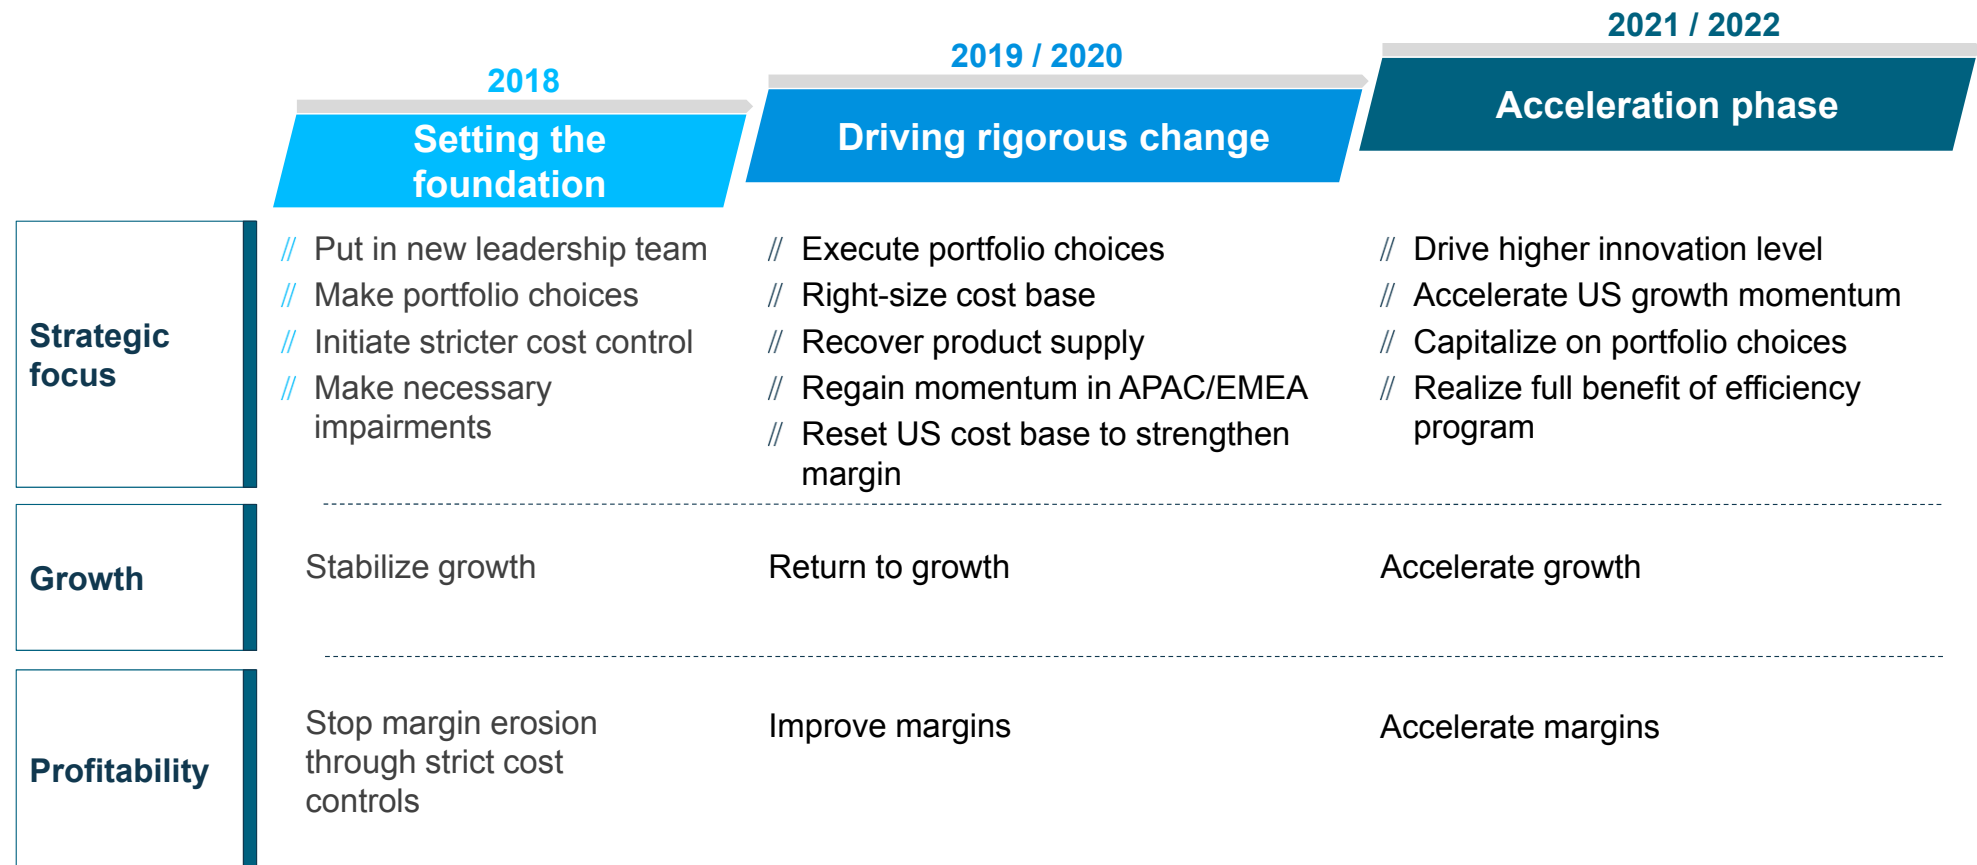 2018
2019 / 2020
2021 / 2022
Setting the
foundation
Driving rigorous change
Acceleration phase
Strategic
focus
// Put in new leadership team
// Make portfolio choices
// Initiate stricter cost control
// Make necessary
impairments
// Execute portfolio choices
// Right-size cost base
// Recover product supply
// Regain momentum in APAC/EMEA
// Reset US cost base to strengthen
margin
// Drive higher innovation level
// Accelerate US growth momentum
// Capitalize on portfolio choices
// Realize full benefit of efficiency
program
Growth
Stabilize growth
Return to growth
Accelerate growth
Profitability
Stop margin erosion
through strict cost
controls
Improve margins
Accelerate margins